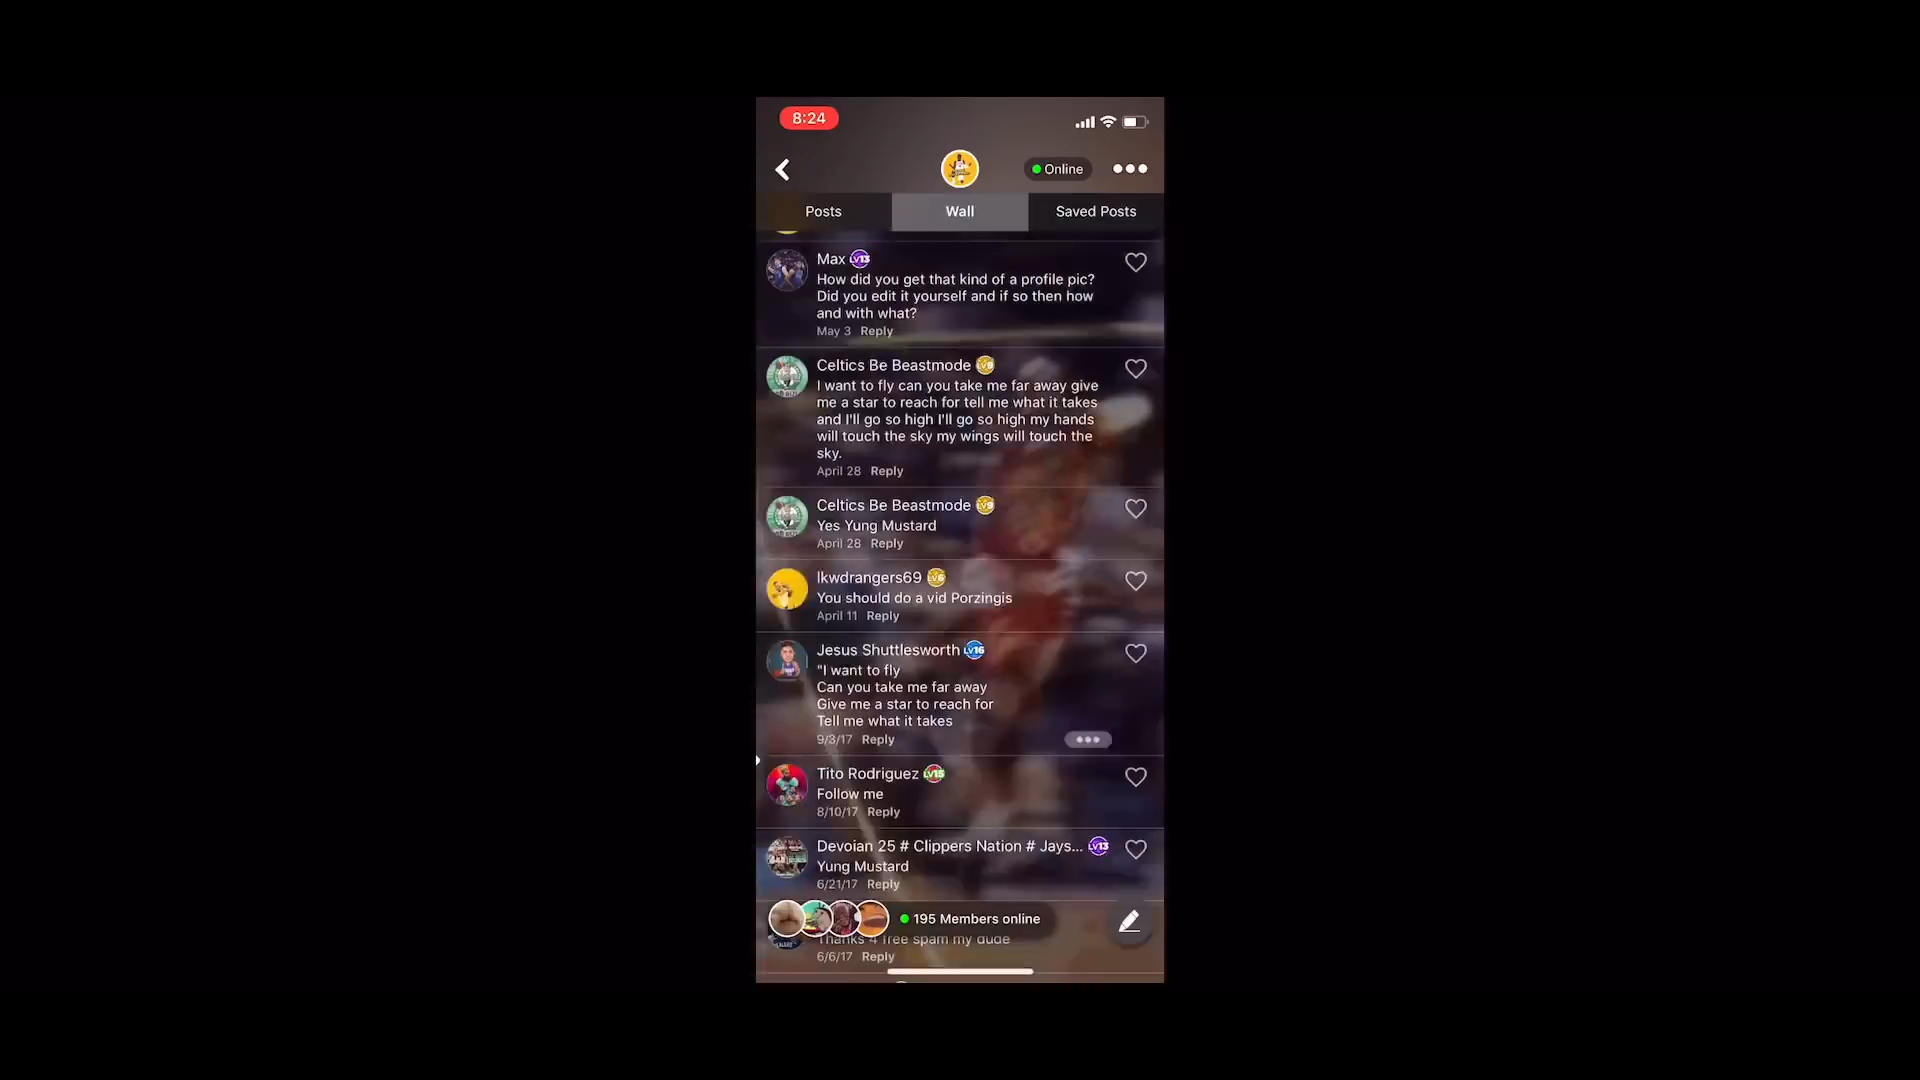 8:24
Online
Posts
Wall
Saved Posts
Max LV13
How did you get that kind of a profile pic?
Did you edit it yourself and if so then how
and with what?
May 3 Reply
Celtics Be Beastmode LV9
I want to fly can you take me far away give
me a star to reach for tell me what it takes
and I'll go so high I'll go so high my hands
will touch the sky my wings will touch the
sky.
April 28 Reply
Celtics Be Beastmode LV9
Yes Yung Mustard
April 28 Reply
lkwdrangers69 LV6
You should do a vid Porzingis
April 11 Reply
Jesus Shuttlesworth LV16
"I want to fly
Can you take me far away
Give me a star to reach for
Tell me what it takes
9/3/17 Reply
Tito Rodriguez LV15
Follow me
8/10/17 Reply
Devoian 25 # Clippers Nation # Jays... LV13
Yung Mustard
6/21/17 Reply
195 Members online
Thanks 4 free spam my dude
6/6/17 Reply